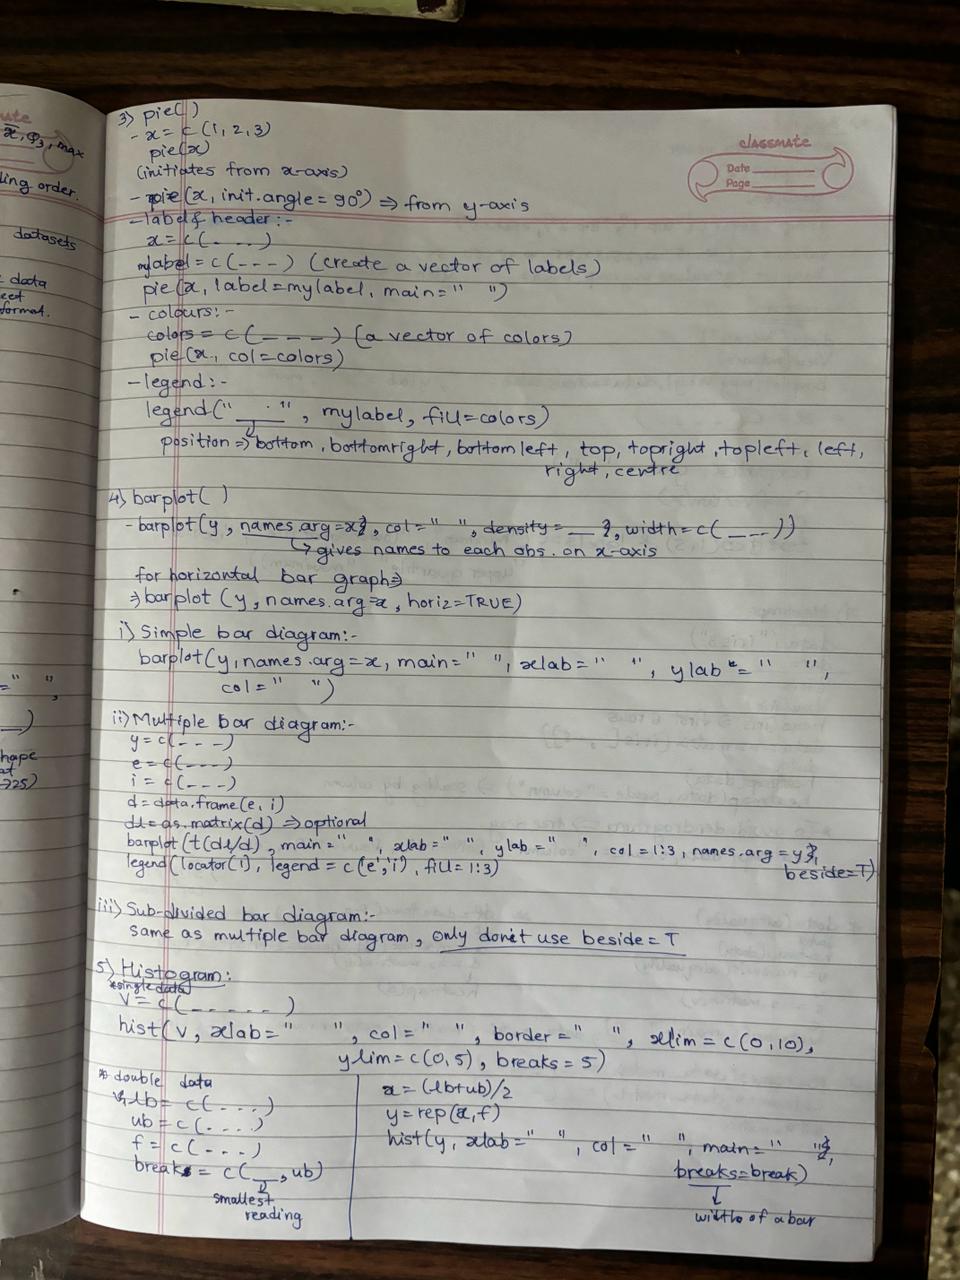 x̄, Q3, max
ling order.
datasets
data
eet
format.
=" ",
hape
at
→25)
classmate
Date
Page
3) pie()
- x = c(1, 2, 3)
pie(x)
(initiates from x-axis)
- pie(x, init.angle = 90°) ⇒ from y-axis
- label & header :-
x = c(. - - -)
mylabel = c(- - -) (create a vector of labels)
pie(x, label = mylabel, main = " ")
- colours :-
colors = c(_ _ _ _) (a vector of colors)
pie(x, col = colors)
- legend :-
legend("___", mylabel, fill = colors)
position ⇒ bottom, bottomright, bottom left, top, topright, topleft, left,
right, centre
4) barplot( )
- barplot(y, names.arg = x, col = " ", density = ___, width = c(_ _ _))
↳ gives names to each obs. on x-axis
for horizontal bar graph ⇒
⇒ barplot (y, names.arg = x, horiz = TRUE)
i) Simple bar diagram :-
barplot(y, names.arg = x, main = " ", xlab = " ", ylab = " ",
col = " ")
ii) Multiple bar diagram :-
y = c(- - -)
e = c(- - - -)
i = c(- - -)
d = data.frame(e, i)
d1 = as.matrix(d) ⇒ optional
barplot(t(d1/d), main = " ", xlab = " ", ylab = " ", col = 1:3, names.arg = y,
beside = T)
legend(locator(1), legend = c('e','i'), fill = 1:3)
iii) Sub-divided bar diagram :-
same as multiple bar diagram, only don't use beside = T
5) Histogram :
*single data
v = c(_ _ _ _ _ _)
hist(v, xlab = " ", col = " ", border = " ", xlim = c(0, 10),
ylim = c(0, 5), breaks = 5)
* double data
lb = c(. . . .)
ub = c(. . . .)
f = c(- - -)
break = c(__, ub)
smallest
reading
x = (lb+ub)/2
y = rep(x, f)
hist(y, xlab = " ", col = " ", main = " ",
breaks = break)
width of a bar